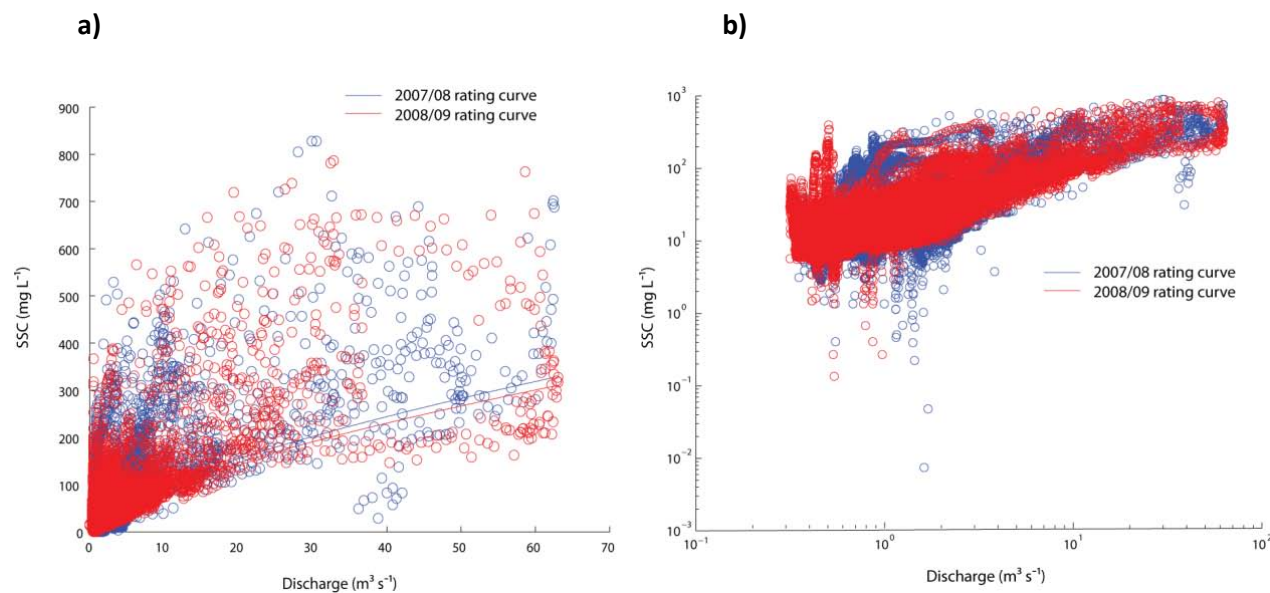 a)
2007/08 rating curve
2008/09 rating curve
900
800
700
600
500
400
300
200
100
0
SSC (mg L⁻¹)
0 10 20 30 40 50 60 70
Discharge (m³ s⁻¹)
b)
10³
10²
10¹
10⁰
10⁻¹
10⁻²
10⁻³
SSC (mg L⁻¹)
2007/08 rating curve
2008/09 rating curve
10⁻¹ 10⁰ 10¹ 10²
Discharge (m³ s⁻¹)